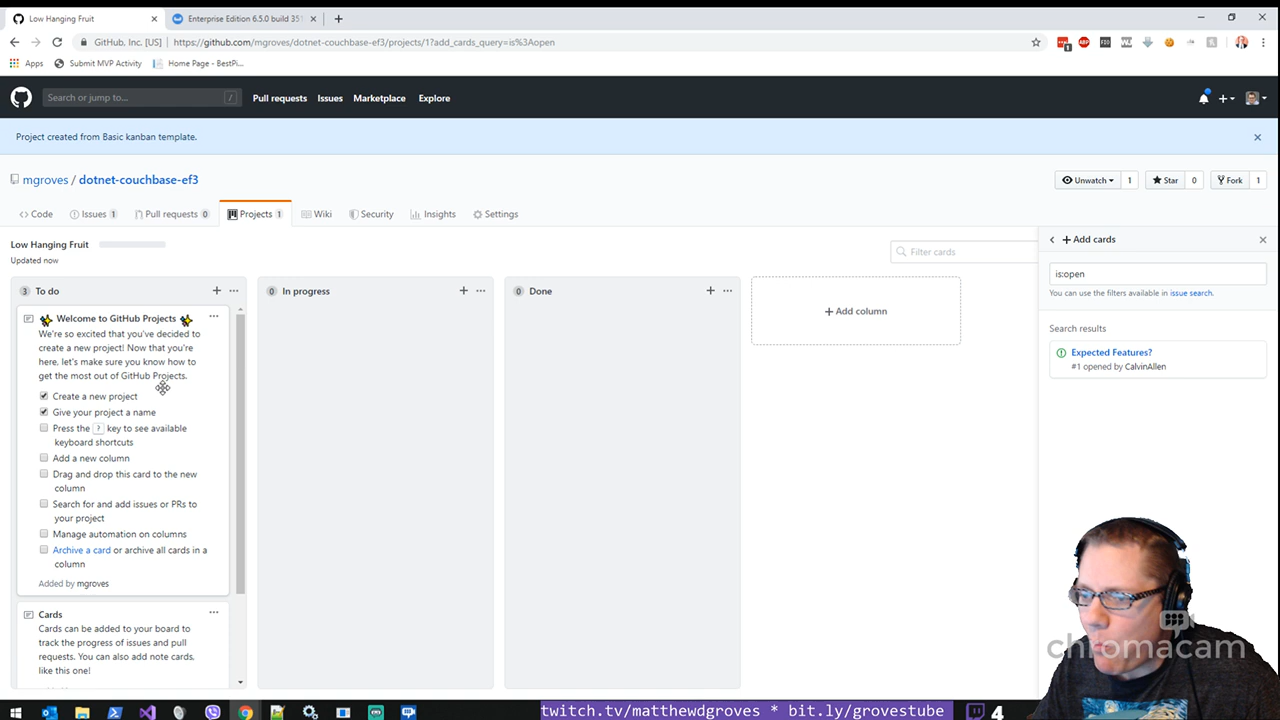 Low Hanging Fruit
Enterprise Edition 6.5.0 build 351
GitHub, Inc. [US] | https://github.com/mgroves/dotnet-couchbase-ef3/projects/1?add_cards_query=is%3Aopen
Apps Submit MVP Activity Home Page - BestPi...
Search or jump to... / Pull requests Issues Marketplace Explore
Project created from Basic kanban template.
mgroves / dotnet-couchbase-ef3 Unwatch 1 Star 0 Fork 1
Code Issues 1 Pull requests 0 Projects 1 Wiki Security Insights Settings
Low Hanging Fruit
Updated now
Filter cards
3 To do
Welcome to GitHub Projects
We're so excited that you've decided to
create a new project! Now that you're
here, let's make sure you know how to
get the most out of GitHub Projects.
Create a new project
Give your project a name
Press the ? key to see available
keyboard shortcuts
Add a new column
Drag and drop this card to the new
column
Search for and add issues or PRs to
your project
Manage automation on columns
Archive a card or archive all cards in a
column
Added by mgroves
Cards
Cards can be added to your board to
track the progress of issues and pull
requests. You can also add note cards,
like this one!
0 In progress
0 Done
Add column
Add cards
is:open
You can use the filters available in issue search.
Search results
Expected Features?
#1 opened by CalvinAllen
chromacam
twitch.tv/matthewdgroves * bit.ly/grovestube
4